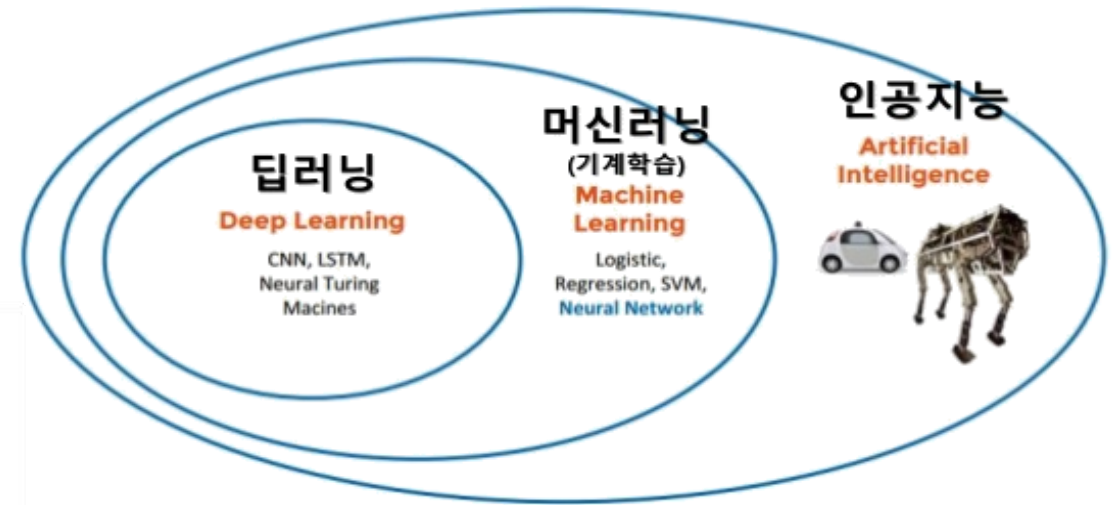 딥러닝
Deep Learning
CNN, LSTM,
Neural Turing
Macines
머신러닝
(기계학습)
Machine
Learning
Logistic,
Regression, SVM,
Neural Network
인공지능
Artificial
Intelligence